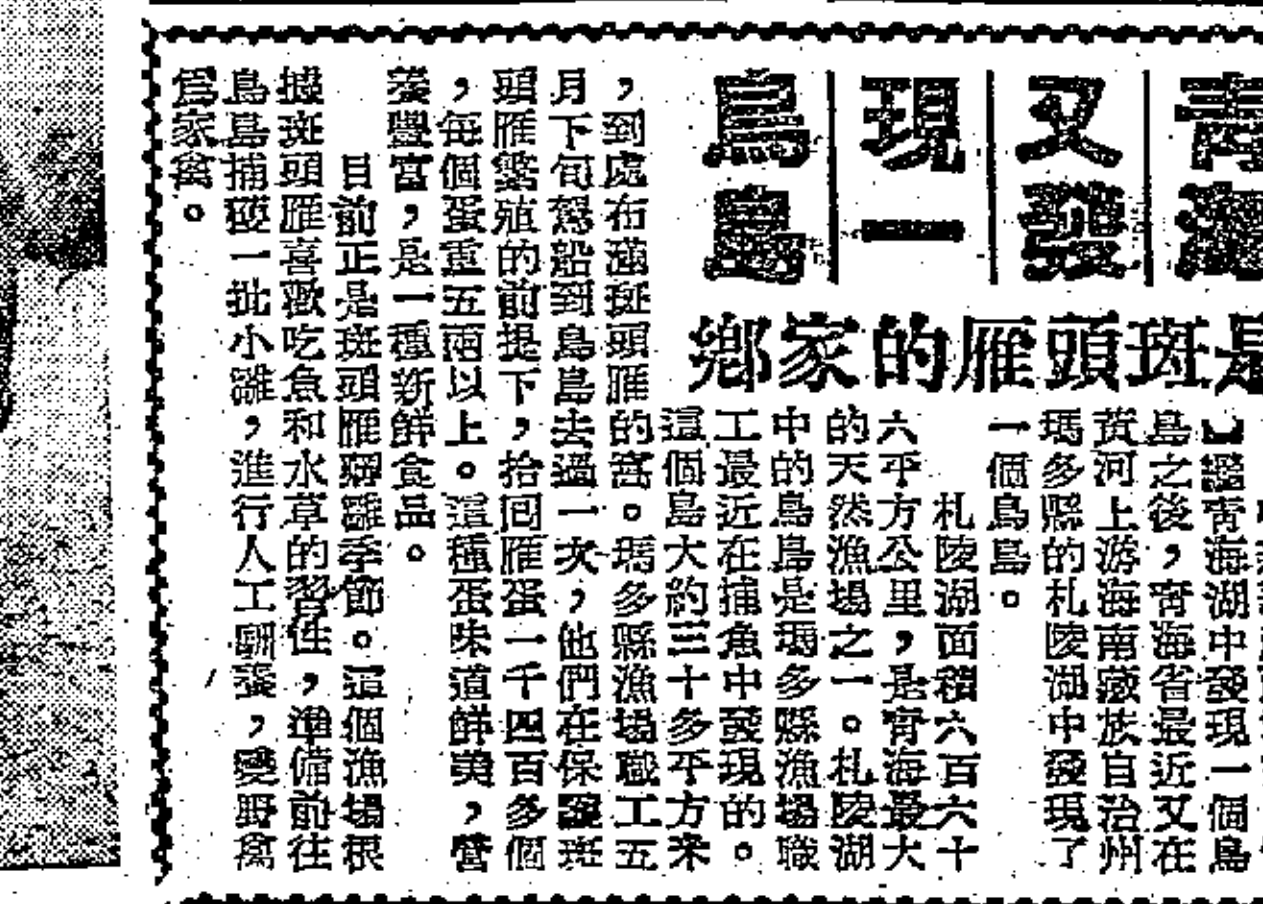 青海
又發
現一
鳥島
是斑頭雁的家鄉
】繼青海湖中發現一個鳥
島之後,青海省最近又在
黃河上游海南藏族自治州
瑪多縣的札陵湖中發現了
一個鳥島。
札陵湖面積六百六十
六平方公里,是青海最大
的天然漁場之一。札陵湖
中的鳥島是瑪多縣漁場職
工最近在捕魚中發現的。
這個島大約三十多平方米
,到處布滿斑頭雁的窩。瑪多縣漁場職工五
月下旬駕船到鳥島去過一次,他們在保護斑
頭雁繁殖的前提下,拾回雁蛋一千四百多個
,每個蛋重五兩以上。這種蛋味道鮮美,營
養豐富,是一種新鮮食品。
目前正是斑頭雁孵雛季節。這個漁場根
據斑頭雁喜歡吃魚和水草的習性,準備前往
鳥島捕獲一批小雛,進行人工飼養,變野禽
爲家禽。